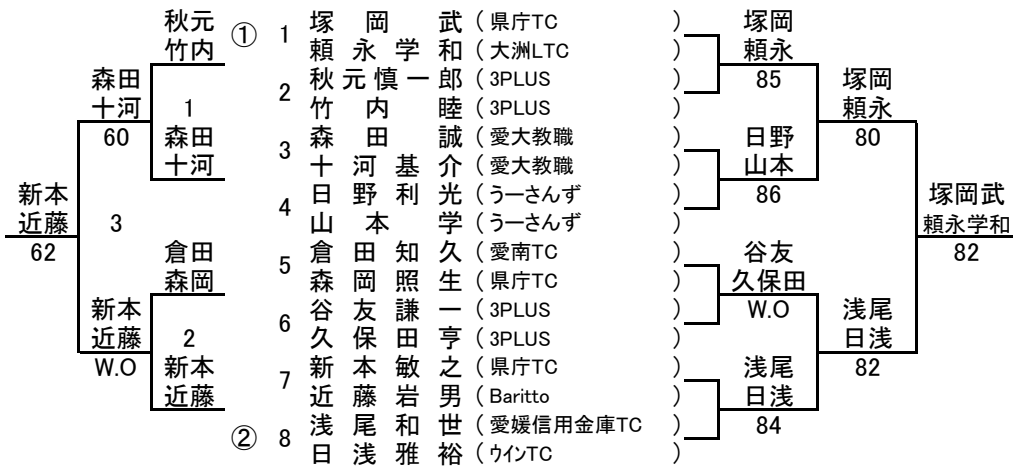 秋元
竹内
森田
十河
1
60
森田
十河
新本
近藤
3
62
倉田
森岡
新本
近藤
2
W.O
新本
近藤
① 1 塚岡武 (県庁TC)
頼永学和 (大洲LTC)
2 秋元慎一郎 (3PLUS)
竹内睦 (3PLUS)
3 森田誠 (愛大教職)
十河基介 (愛大教職)
4 日野利光 (うーさんず)
山本学 (うーさんず)
5 倉田知久 (愛南TC)
森岡照生 (県庁TC)
6 谷友謙一 (3PLUS)
久保田亨 (3PLUS)
7 新本敏之 (県庁TC)
近藤岩男 (Baritto)
② 8 浅尾和世 (愛媛信用金庫TC)
日浅雅裕 (ウインTC)
塚岡
頼永
85
塚岡
頼永
80
日野
山本
86
塚岡武
頼永学和
82
谷友
久保田
W.O
浅尾
日浅
82
浅尾
日浅
84